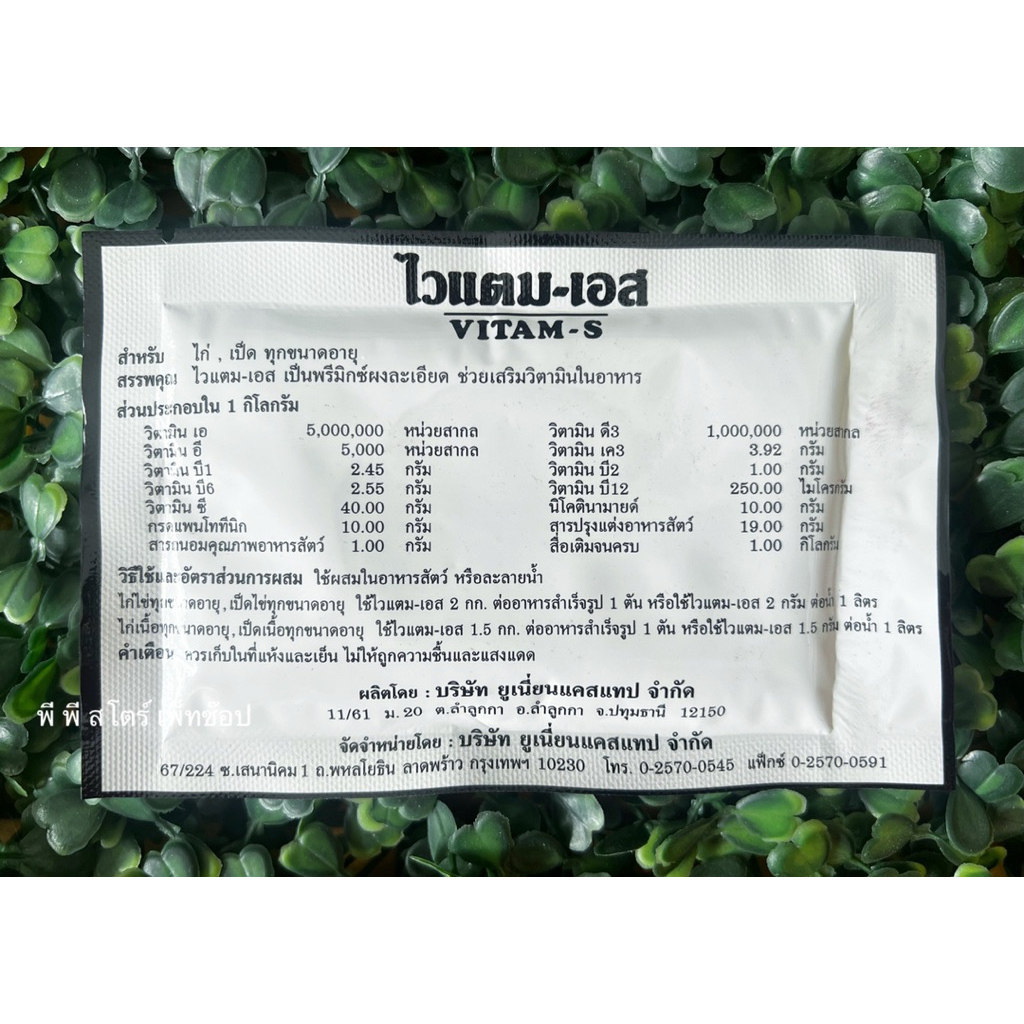 ไวแตม-เอส
VITAM-S
สำหรับ ไก่ , เป็ด ทุกขนาดอายุ
สรรพคุณ ไวแตม-เอส เป็นพรีมิกซ์ผงละเอียด ช่วยเสริมวิตามินในอาหาร
ส่วนประกอบใน 1 กิโลกรัม
วิตามิน เอ 5,000,000 หน่วยสากล วิตามิน ดี3 1,000,000 หน่วยสากล
วิตามิน อี 5,000 หน่วยสากล วิตามิน เค3 3.92 กรัม
วิตามิน บี1 2.45 กรัม วิตามิน บี2 1.00 กรัม
วิตามิน บี6 2.55 กรัม วิตามิน บี12 250.00 ไมโครกรัม
วิตามิน ซี 40.00 กรัม นิโคตินามายด์ 10.00 กรัม
กรดแพนโททีนิก 10.00 กรัม สารปรุงแต่งอาหารสัตว์ 19.00 กรัม
สารถนอมคุณภาพอาหารสัตว์ 1.00 กรัม สื่อเติมจนครบ 1.00 กิโลกรัม
วิธีใช้และอัตราส่วนการผสม ใช้ผสมในอาหารสัตว์ หรือละลายน้ำ
ไก่ไข่ทุกขนาดอายุ,เป็ดไข่ทุกขนาดอายุ ใช้ไวแตม-เอส 2 กก. ต่ออาหารสำเร็จรูป 1 ตัน หรือใช้ไวแตม-เอส 2 กรัม ต่อน้ำ 1 ลิตร
ไก่เนื้อทุกขนาดอายุ,เป็ดเนื้อทุกขนาดอายุ ใช้ไวแตม-เอส 1.5 กก. ต่ออาหารสำเร็จรูป 1 ตัน หรือใช้ไวแตม-เอส 1.5 กรัม ต่อน้ำ 1 ลิตร
คำเตือน ควรเก็บในที่แห้งและเย็น ไม่ให้ถูกความชื้นและแสงแดด
ผลิตโดย : บริษัท ยูเนี่ยนแคสแทป จำกัด
พี พี สโตร์ เพ็ทช้อป
11/61 ม.20 ต.ลำลูกกา อ.ลำลูกกา จ.ปทุมธานี 12150
จัดจำหน่ายโดย : บริษัท ยูเนี่ยนแคสแทป จำกัด
67/224 ซ.เสนานิคม 1 ถ.พหลโยธิน ลาดพร้าว กรุงเทพฯ 10230 โทร. 0-2570-0545 แฟ็กซ์ 0-2570-0591